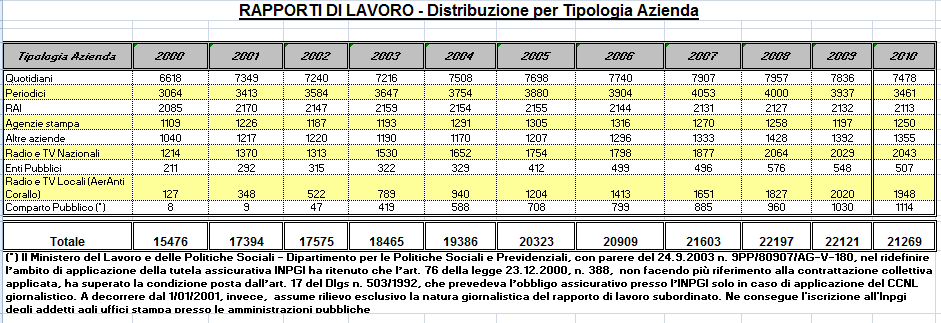 RAPPORTI DI LAVORO - Distribuzione per Tipologia Azienda
Tipologia Azienda 2000 2001 2002 2003 2004 2005 2006 2007 2008 2009 2010
Quotidiani 6618 7349 7240 7216 7508 7698 7740 7907 7957 7836 7478
Periodici 3064 3413 3584 3647 3754 3880 3904 4053 4000 3937 3461
RAI 2085 2170 2147 2159 2154 2155 2144 2131 2127 2132 2113
Agenzie stampa 1109 1226 1187 1193 1291 1305 1316 1270 1258 1197 1250
Altre aziende 1040 1217 1220 1190 1170 1207 1296 1333 1428 1392 1355
Radio e TV Nazionali 1214 1370 1313 1530 1652 1754 1798 1877 2064 2029 2043
Enti Pubblici 211 292 315 322 329 412 499 496 576 548 507
Radio e TV Locali (AerAnti
Corallo) 127 348 522 789 940 1204 1413 1651 1827 2020 1948
Comparto Pubblico (*) 8 9 47 419 588 708 799 885 960 1030 1114
Totale 15476 17394 17575 18465 19386 20323 20909 21603 22197 22121 21269
(*) Il Ministero del Lavoro e delle Politiche Sociali - Dipartimento per le Politiche Sociali e Previdenziali, con parere del 24.9.2003 n. 9PP/80907/AG-V-180, nel ridefinire
l'ambito di applicazione della tutela assicurativa INPGI ha ritenuto che l'art. 76 della legge 23.12.2000, n. 388, non facendo più riferimento alla contrattazione collettiva
applicata, ha superato la condizione posta dall'art. 17 del Dlgs n. 503/1992, che prevedeva l'obbligo assicurativo presso l'INPGI solo in caso di applicazione del CCNL
giornalistico. A decorrere dal 1/01/2001, invece, assume rilievo esclusivo la natura giornalistica del rapporto di lavoro subordinato. Ne consegue l'iscrizione all'Inpgi
degli addetti agli uffici stampa presso le amministrazioni pubbliche